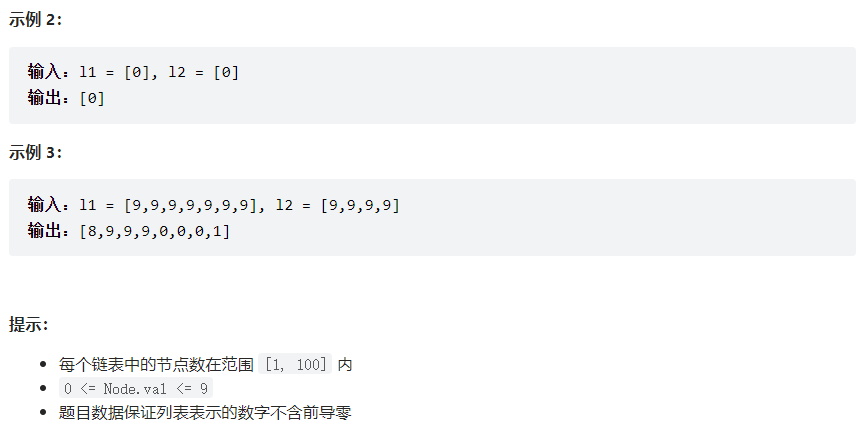 示例 2：
输入：l1 = [0], l2 = [0]
输出：[0]
示例 3：
输入：l1 = [9,9,9,9,9,9,9], l2 = [9,9,9,9]
输出：[8,9,9,9,0,0,0,1]
提示：
每个链表中的节点数在范围 [1, 100] 内
0 <= Node.val <= 9
题目数据保证列表表示的数字不含前导零